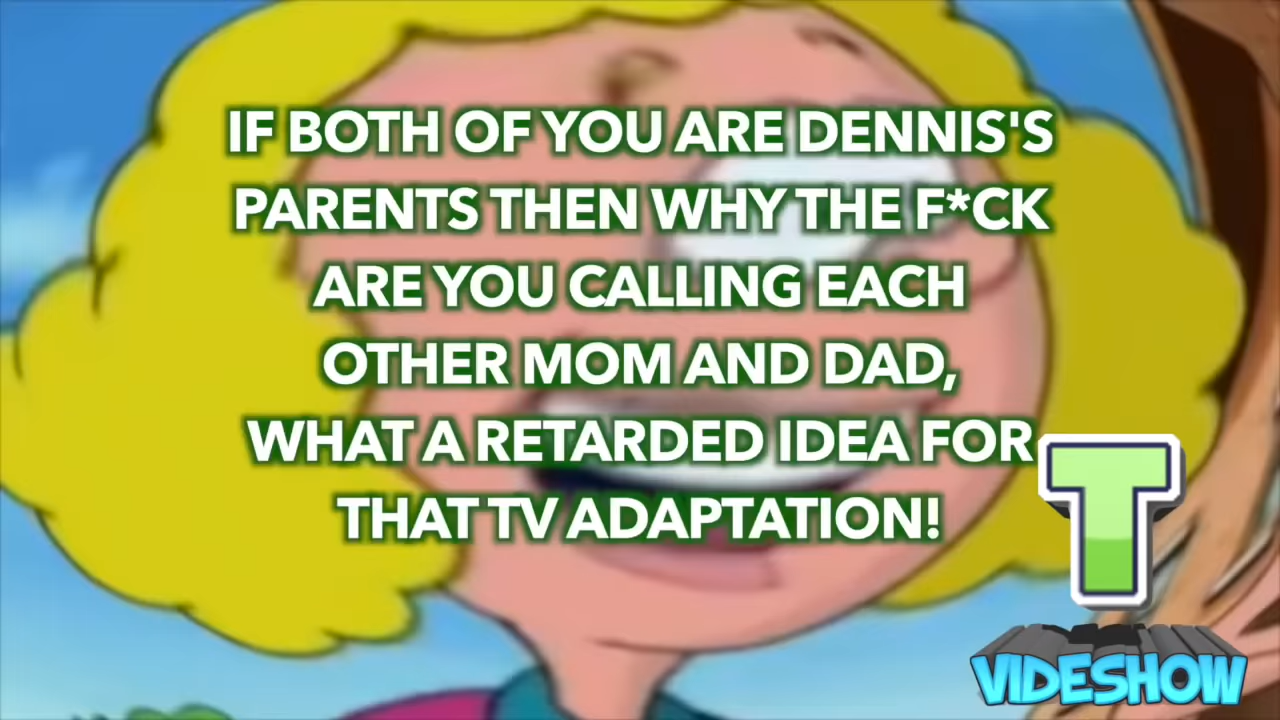 IF BOTH OF YOU ARE DENNIS'S
PARENTS THEN WHY THE F*CK
ARE YOU CALLING EACH
OTHER MOM AND DAD,
WHAT A RETARDED IDEA FOR
THAT TV ADAPTATION!
T
VIDESHOW